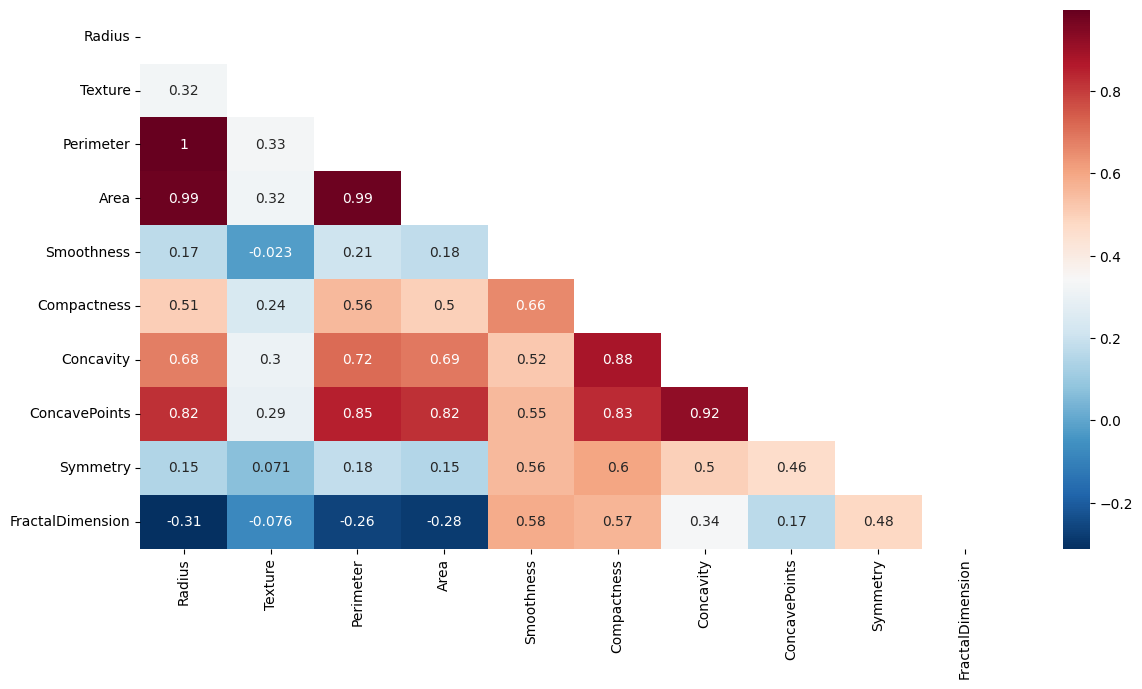 Radius
Texture 0.32
Perimeter 1 0.33
Area 0.99 0.32 0.99
Smoothness 0.17 -0.023 0.21 0.18
Compactness 0.51 0.24 0.56 0.5 0.66
Concavity 0.68 0.3 0.72 0.69 0.52 0.88
ConcavePoints 0.82 0.29 0.85 0.82 0.55 0.83 0.92
Symmetry 0.15 0.071 0.18 0.15 0.56 0.6 0.5 0.46
FractalDimension -0.31 -0.076 -0.26 -0.28 0.58 0.57 0.34 0.17 0.48
Radius
Texture
Perimeter
Area
Smoothness
Compactness
Concavity
ConcavePoints
Symmetry
FractalDimension
0.8
0.6
0.4
0.2
0.0
−0.2